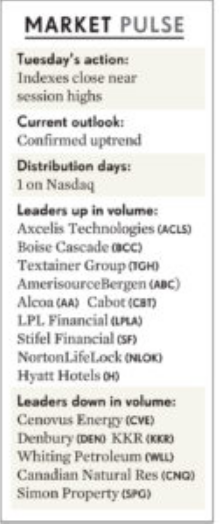 MARKET PULSE
Tuesday's action:
Indexes close near
session highs
Current outlook:
Confirmed uptrend
Distribution days:
1 on Nasdaq
Leaders up in volume:
Axcelis Technologies (ACLS)
Boise Cascade (BCC)
Textainer Group (TGH)
AmerisourceBergen (ABC)
Alcoa (AA) Cabot (CBT)
LPL Financial (LPLA)
Stifel Financial (SF)
NortonLifeLock (NLOK)
Hyatt Hotels (H)
Leaders down in volume:
Cenovus Energy (CVE)
Denbury (DEN) KKR (KKR)
Whiting Petroleum (WLL)
Canadian Natural Res (CNQ)
Simon Property (SPG)